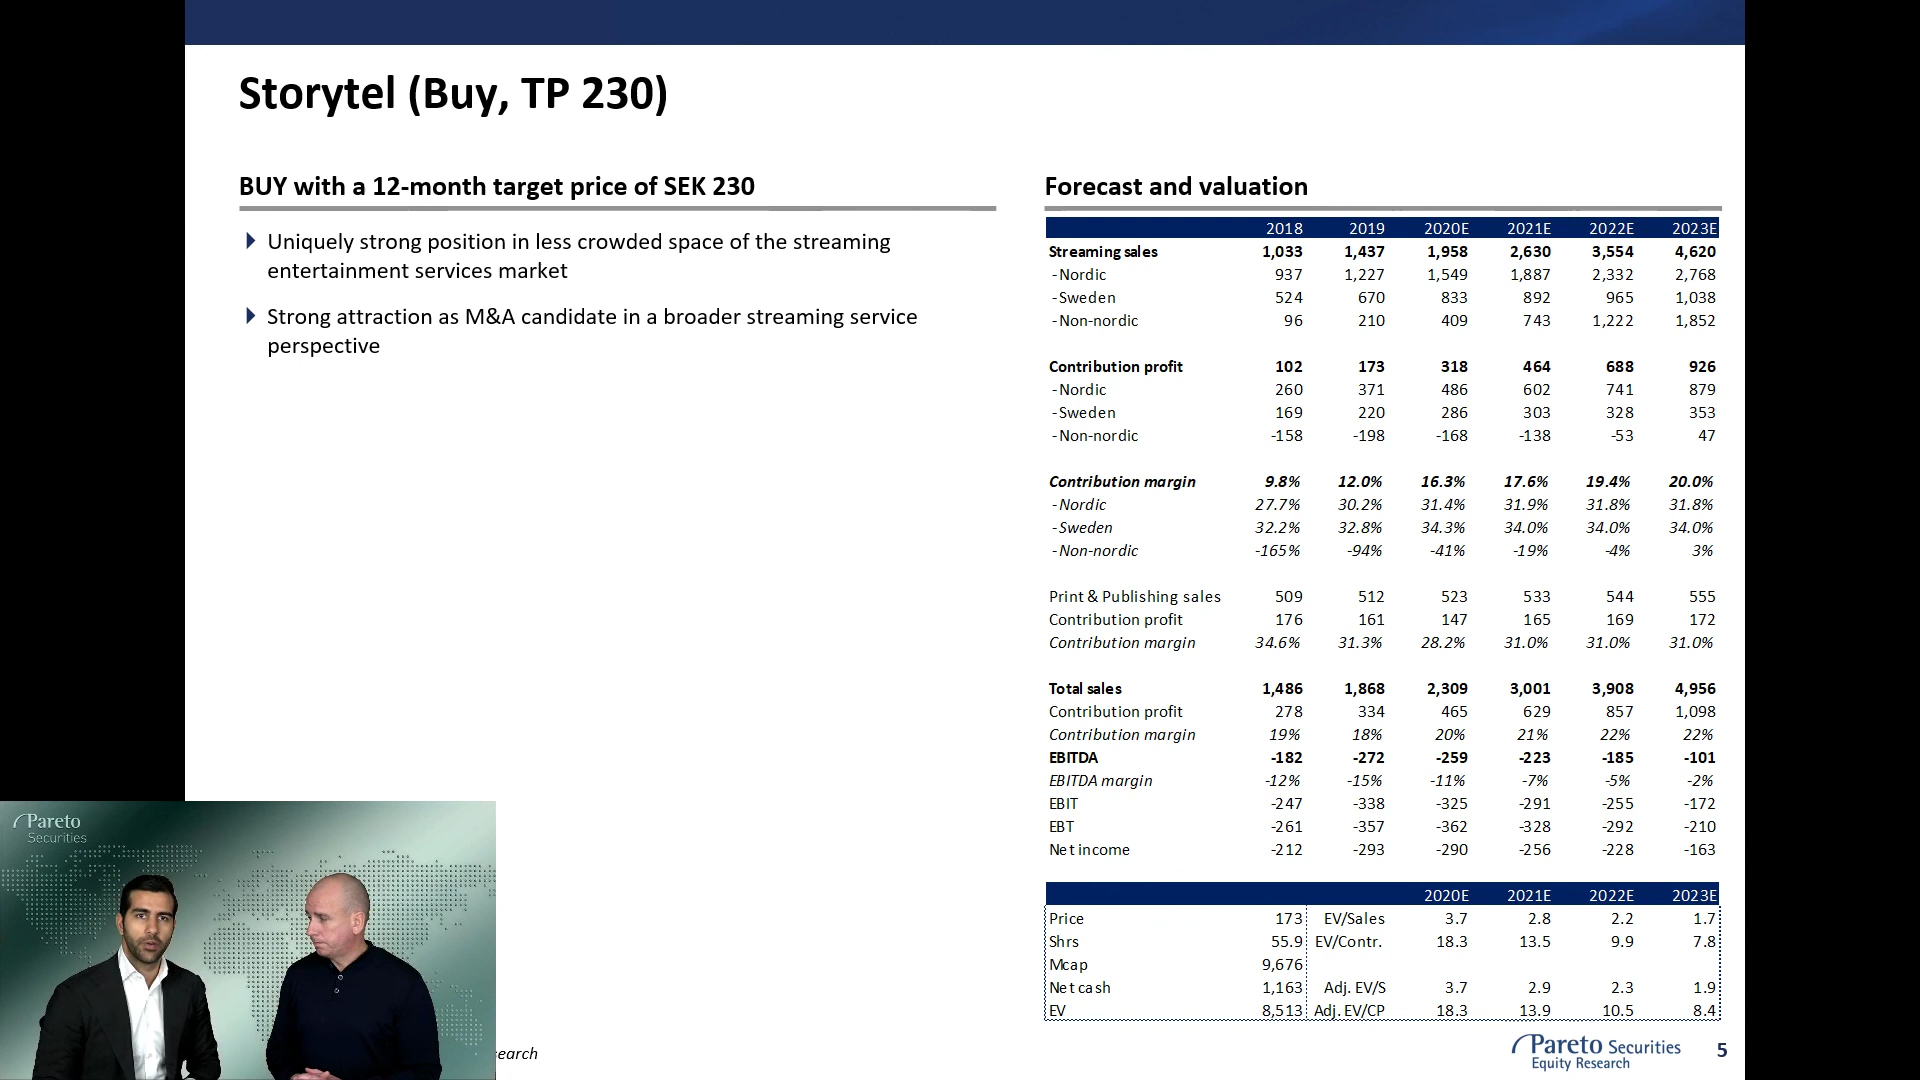 Storytel (Buy, TP 230)
BUY with a 12-month target price of SEK 230
Uniquely strong position in less crowded space of the streaming
entertainment services market
Strong attraction as M&A candidate in a broader streaming service
perspective
Forecast and valuation
2018 2019 2020E 2021E 2022E 2023E
Streaming sales 1,033 1,437 1,958 2,630 3,554 4,620
-Nordic 937 1,227 1,549 1,887 2,332 2,768
-Sweden 524 670 833 892 965 1,038
-Non-nordic 96 210 409 743 1,222 1,852
Contribution profit 102 173 318 464 688 926
-Nordic 260 371 486 602 741 879
-Sweden 169 220 286 303 328 353
-Non-nordic -158 -198 -168 -138 -53 47
Contribution margin 9.8% 12.0% 16.3% 17.6% 19.4% 20.0%
-Nordic 27.7% 30.2% 31.4% 31.9% 31.8% 31.8%
-Sweden 32.2% 32.8% 34.3% 34.0% 34.0% 34.0%
-Non-nordic -165% -94% -41% -19% -4% 3%
Print & Publishing sales 509 512 523 533 544 555
Contribution profit 176 161 147 165 169 172
Contribution margin 34.6% 31.3% 28.2% 31.0% 31.0% 31.0%
Total sales 1,486 1,868 2,309 3,001 3,908 4,956
Contribution profit 278 334 465 629 857 1,098
Contribution margin 19% 18% 20% 21% 22% 22%
EBITDA -182 -272 -259 -223 -185 -101
EBITDA margin -12% -15% -11% -7% -5% -2%
EBIT -247 -338 -325 -291 -255 -172
EBT -261 -357 -362 -328 -292 -210
Net income -212 -293 -290 -256 -228 -163
2020E 2021E 2022E 2023E
Price 173 EV/Sales 3.7 2.8 2.2 1.7
Shrs 55.9 EV/Contr. 18.3 13.5 9.9 7.8
Mcap 9,676
Net cash 1,163 Adj. EV/S 3.7 2.9 2.3 1.9
EV 8,513 Adj. EV/CP 18.3 13.9 10.5 8.4
Pareto
Securities
earch
Pareto Securities
Equity Research
5